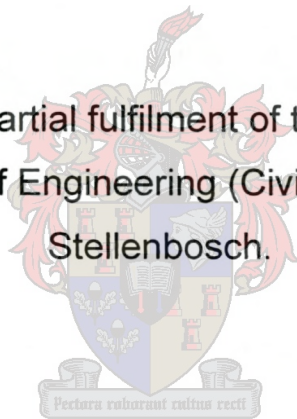 artial fulfilment of t
f Engineering (Civi
Stellenbosch.
Pectora roborant cultus recti